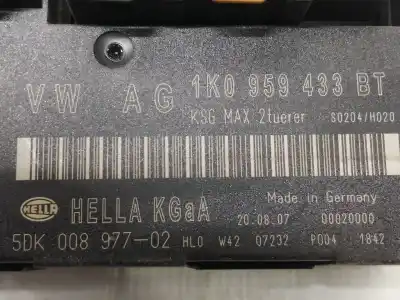 VW AG 1K0 959 433 BT
KSG MAX 2tuerer S0204/H020
Made in Germany
HELLA HELLA KGaA 20.08.07 00020000
5DK 008 977-02 HL0 W42 07232 P004 1842